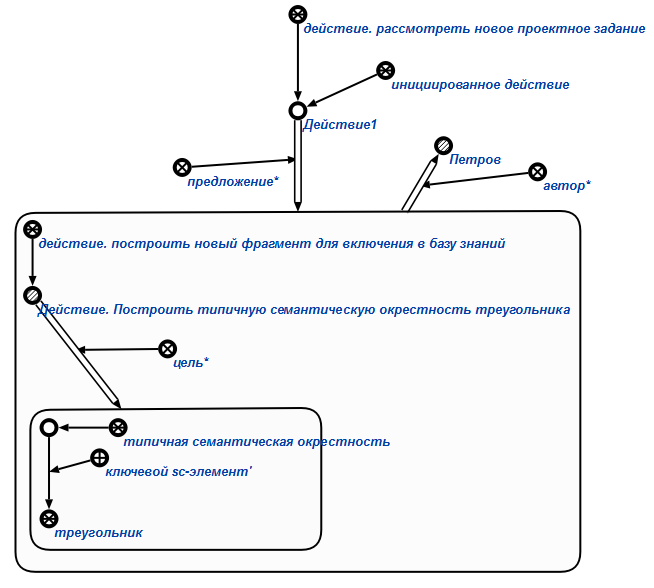 действие. рассмотреть новое проектное задание
инициированное действие
Действие1
Петров
предложение*
автор*
действие. построить новый фрагмент для включения в базу знаний
Действие. Построить типичную семантическую окрестность треугольника
цель*
типичная семантическая окрестность
ключевой sc-элемент'
треугольник